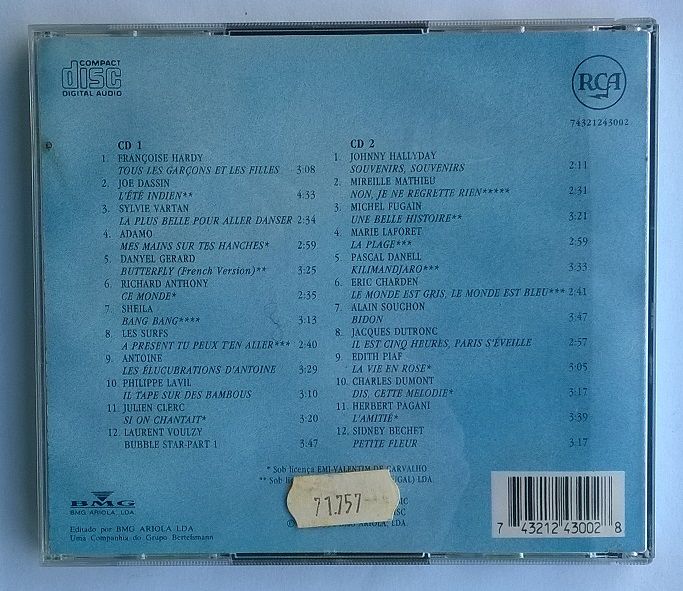 COMPACT
disc
DIGITAL AUDIO
RCA
74321243002
CD 1
1. FRANÇOISE HARDY
TOUS LES GARÇONS ET LES FILLES 3:08
2. JOE DASSIN
L'ÉTÉ INDIEN** 4:33
3. SYLVIE VARTAN
LA PLUS BELLE POUR ALLER DANSER 2:34
4. ADAMO
MES MAINS SUR TES HANCHES* 2:59
5. DANYEL GERARD
BUTTERFLY (French Version)** 3:25
6. RICHARD ANTHONY
CE MONDE* 2:35
7. SHEILA
BANG BANG**** 3:13
8. LES SURFS
A PRESENT TU PEUX T'EN ALLER*** 2:40
9. ANTOINE
LES ÉLUCUBRATIONS D'ANTOINE 3:29
10. PHILIPPE LAVIL
IL TAPE SUR DES BAMBOUS 3:10
11. JULIEN CLERC
SI ON CHANTAIT* 3:20
12. LAURENT VOULZY
BUBBLE STAR-PART 1 3:47
CD 2
1. JOHNNY HALLYDAY
SOUVENIRS, SOUVENIRS 2:11
2. MIREILLE MATHIEU
NON, JE NE REGRETTE RIEN***** 2:31
3. MICHEL FUGAIN
UNE BELLE HISTOIRE** 3:21
4. MARIE LAFORET
LA PLAGE*** 2:59
5. PASCAL DANELL
KILIMANDJARO*** 3:33
6. ERIC CHARDEN
LE MONDE EST GRIS, LE MONDE EST BLEU*** 2:41
7. ALAIN SOUCHON
BIDON 3:47
8. JACQUES DUTRONC
IL EST CINQ HEURES, PARIS S'ÉVEILLE 2:57
9. EDITH PIAF
LA VIE EN ROSE* 3:05
10. CHARLES DUMONT
DIS, CETTE MELODIE* 3:17
11. HERBERT PAGANI
L'AMITIÉ* 3:39
12. SIDNEY BECHET
PETITE FLEUR 3:17
* Sob licença EMI-VALENTIM DE CARVALHO
** Sob LDA.
71.757
BMG ARIOLA, LDA.
BMG
BMG ARIOLA, LDA.
Editado por BMG ARIOLA LDA.
Uma Companhia do Grupo Bertelsmann
7 43212 43002 8